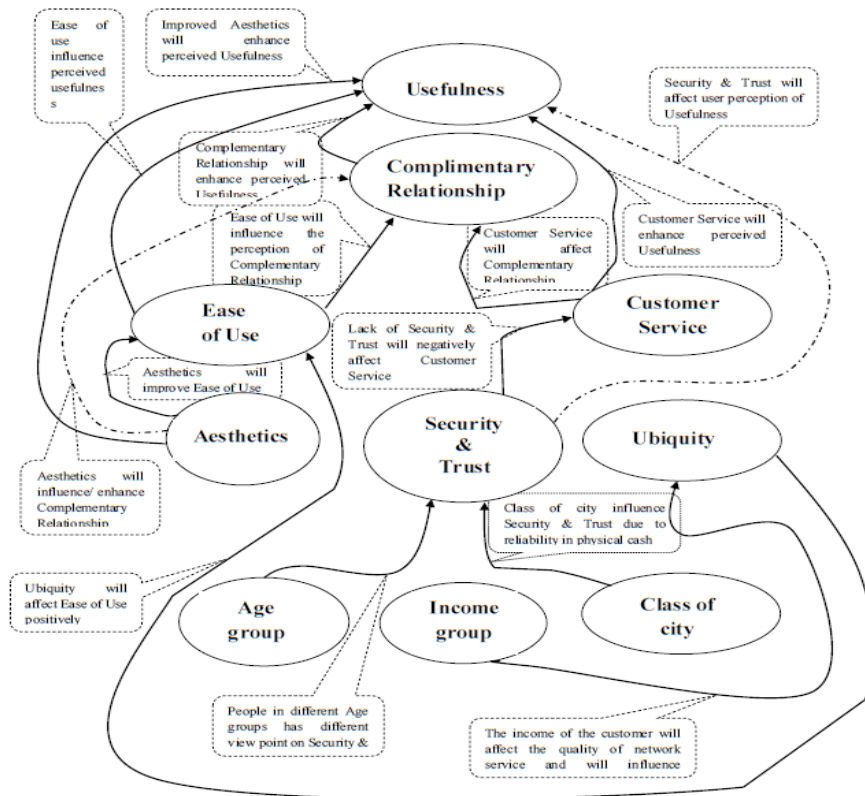 Ease of
use
influence
perceived
usefulnes
s
Improved Aesthetics
will enhance
perceived Usefulness
Usefulness
Security & Trust will
affect user perception of
Usefulness
Complementary
Relationship will
enhance perceived
Usefulness
Complimentary
Relationship
Ease of Use will
influence the
perception of
Complementary
Relationship
Customer Service
will affect
Complementary
Relationship
Customer Service will
enhance perceived
Usefulness
Ease
of Use
Customer
Service
Lack of Security &
Trust will negatively
affect Customer
Service
Aesthetics will
improve Ease of Use
Aesthetics
Security
&
Trust
Ubiquity
Aesthetics will
influence/ enhance
Complementary
Relationship
Class of city influence
Security & Trust due to
reliability in physical cash
Ubiquity will
affect Ease of Use
positively
Age
group
Income
group
Class of
city
People in different Age
groups has different
view point on Security &
The income of the customer will
affect the quality of network
service and will influence